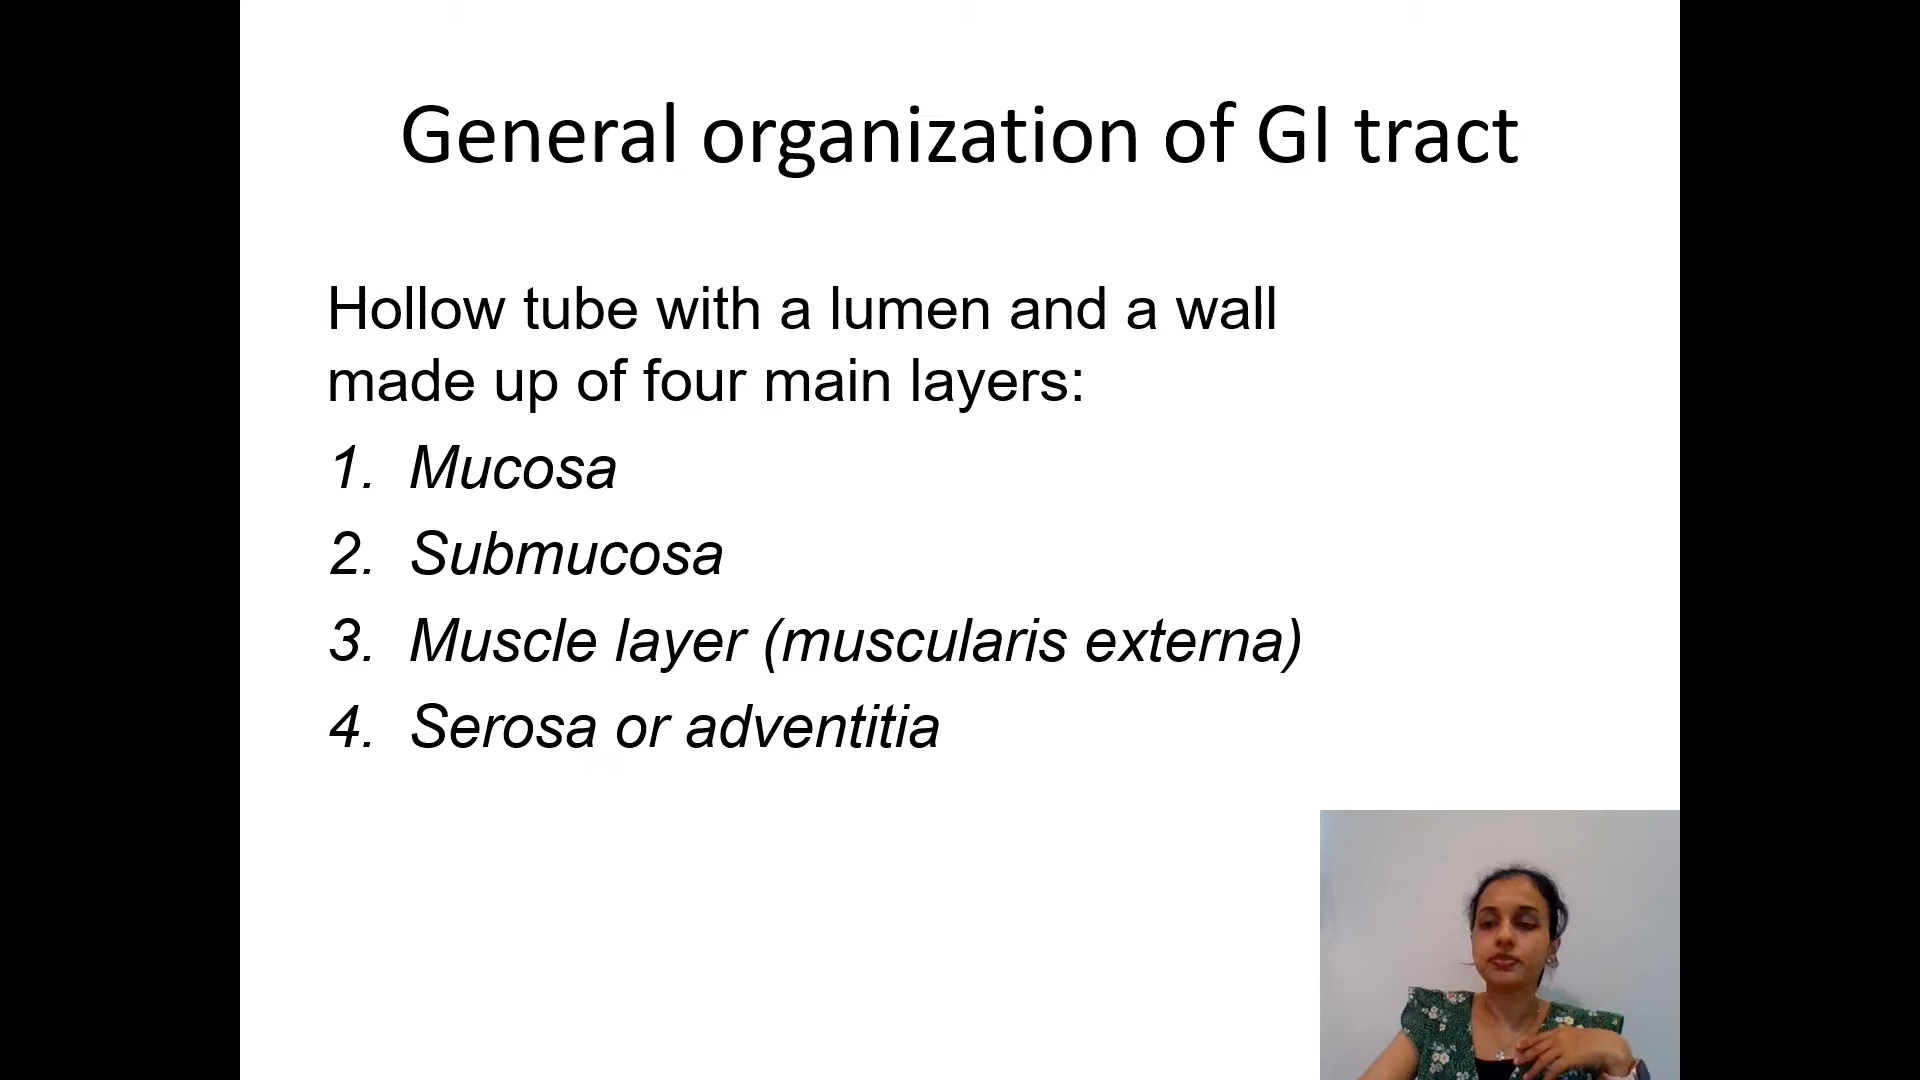 General organization of GI tract
Hollow tube with a lumen and a wall
made up of four main layers:
1. Mucosa
2. Submucosa
3. Muscle layer (muscularis externa)
4. Serosa or adventitia